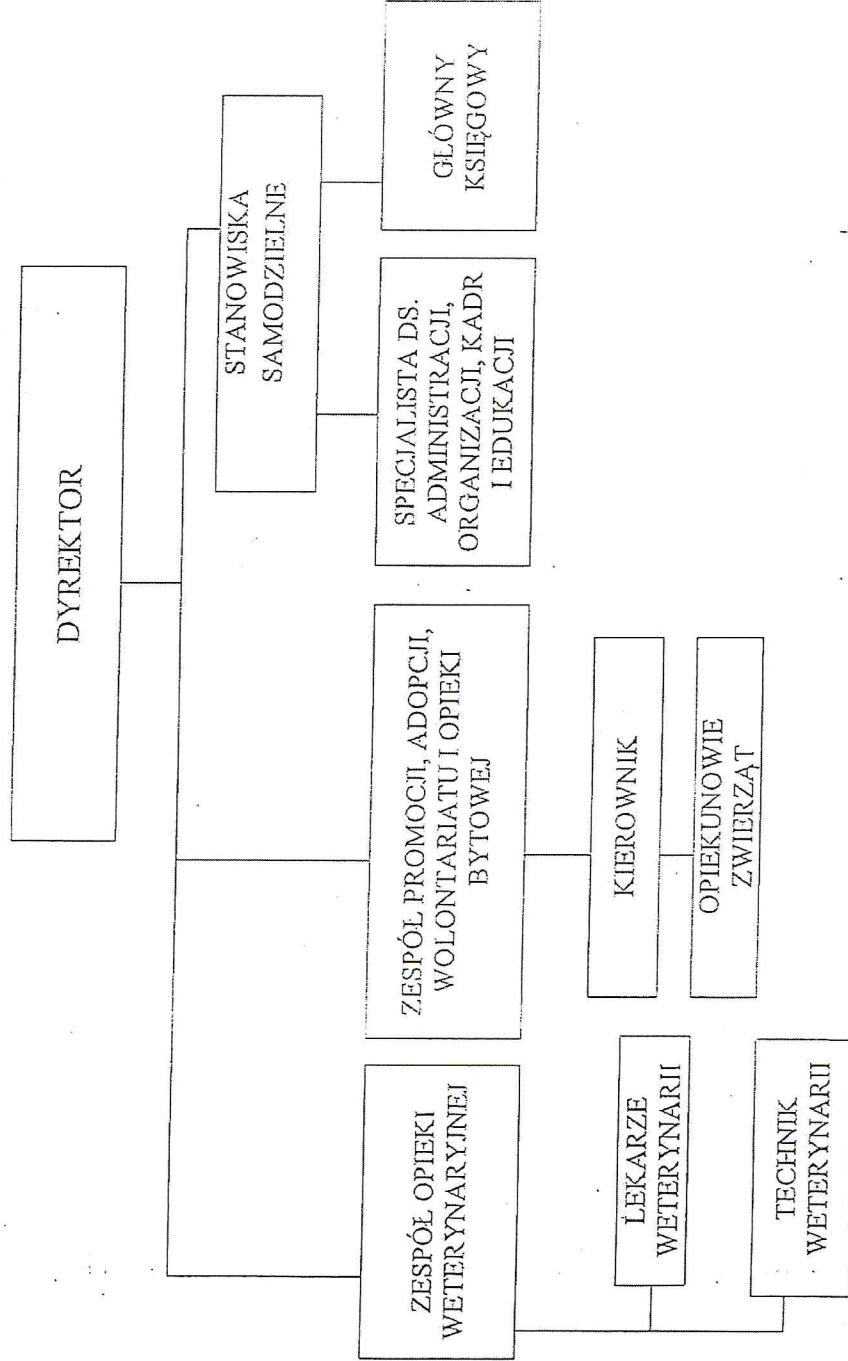 DYREKTOR
STANOWISKA
SAMODZIELNE
ZESPÓŁ OPIEKI
WETERYNARYJNEJ
ZESPÓŁ PROMOCJI, ADOPCJI,
WOLONTARIATU I OPIEKI
BYTOWEJ
SPECJALISTA DS.
ADMINISTRACJI,
ORGANIZACJI, KADR
I EDUKACJI
GŁÓWNY
KSIĘGOWY
LEKARZE
WETERYNARII
TECHNIK
WETERYNARII
KIEROWNIK
OPIEKUNOWIE
ZWIERZĄT